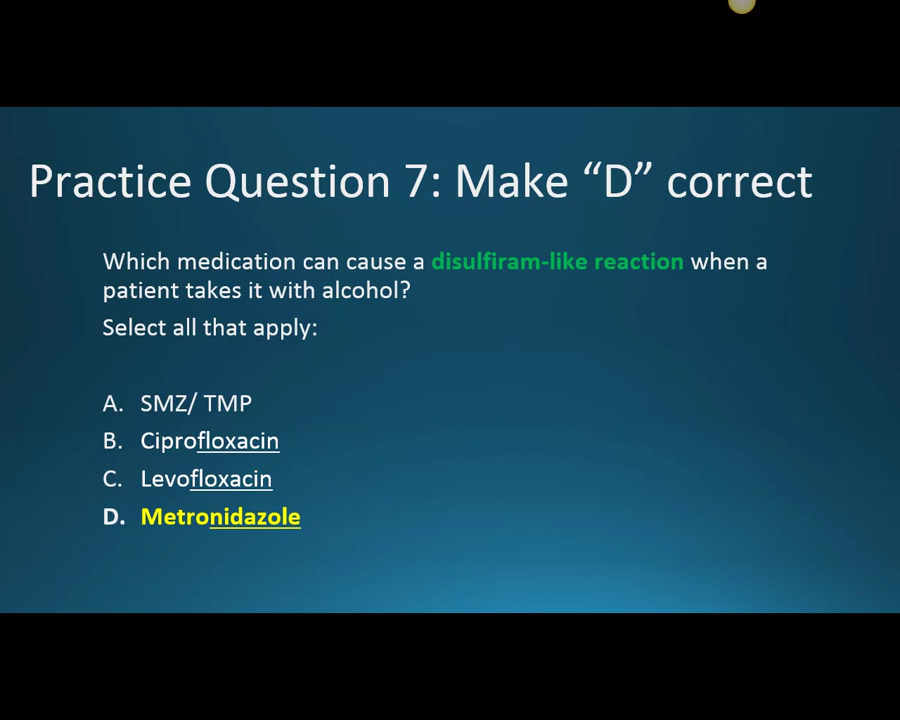 Practice Question 7: Make “D” correct
Which medication can cause a disulfiram-like reaction when a
patient takes it with alcohol?
Select all that apply:
A. SMZ/ TMP
B. Ciprofloxacin
C. Levofloxacin
D. Metronidazole